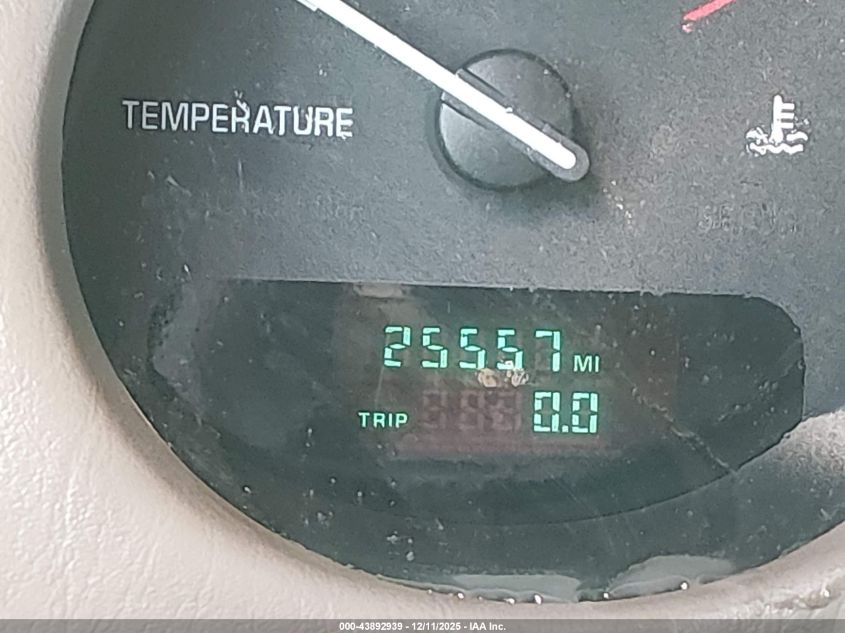 TEMPERATURE
25557 MI
TRIP 0.0
000-43892939 - 12/11/2025 - IAA Inc.